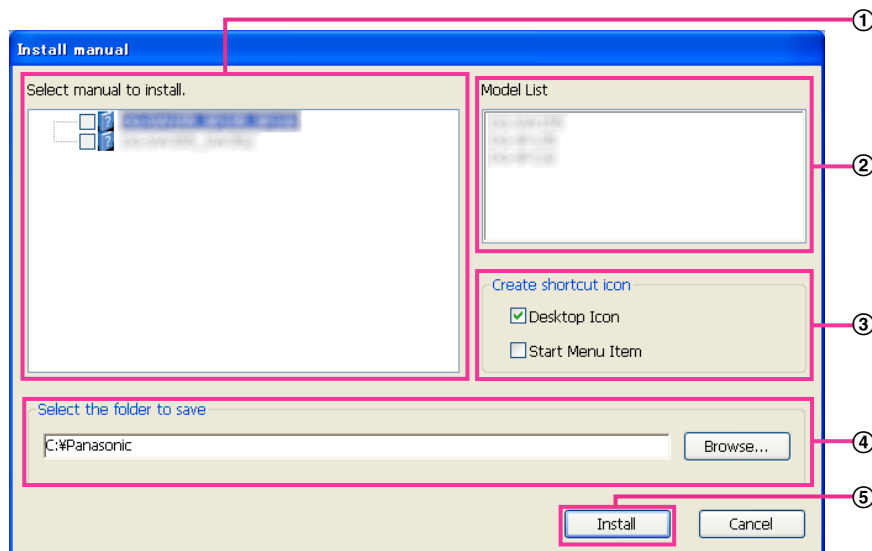 ①
Install manual
Select manual to install.
Model List
②
Create shortcut icon
Desktop Icon
③
Start Menu Item
Select the folder to save
C:¥Panasonic
Browse...
④
⑤
Install
Cancel